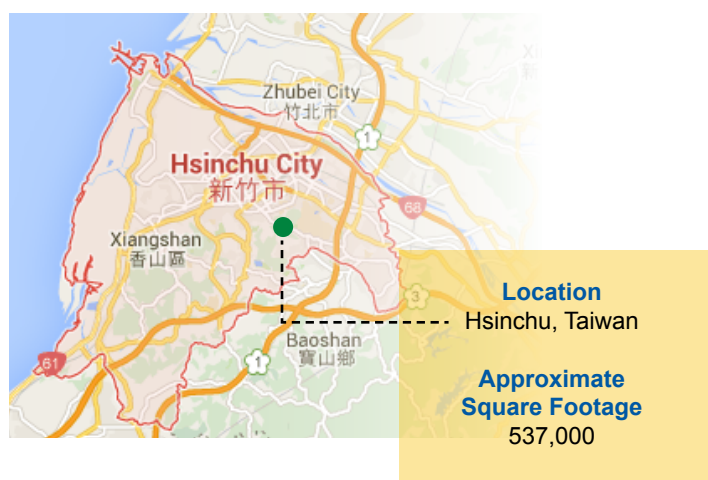 Zhubei City
竹北市
1
Hsinchu City
新竹市
68
Xiangshan
香山區
3
Location
Hsinchu, Taiwan
Baoshan
寶山鄉
61
1
Approximate
Square Footage
537,000